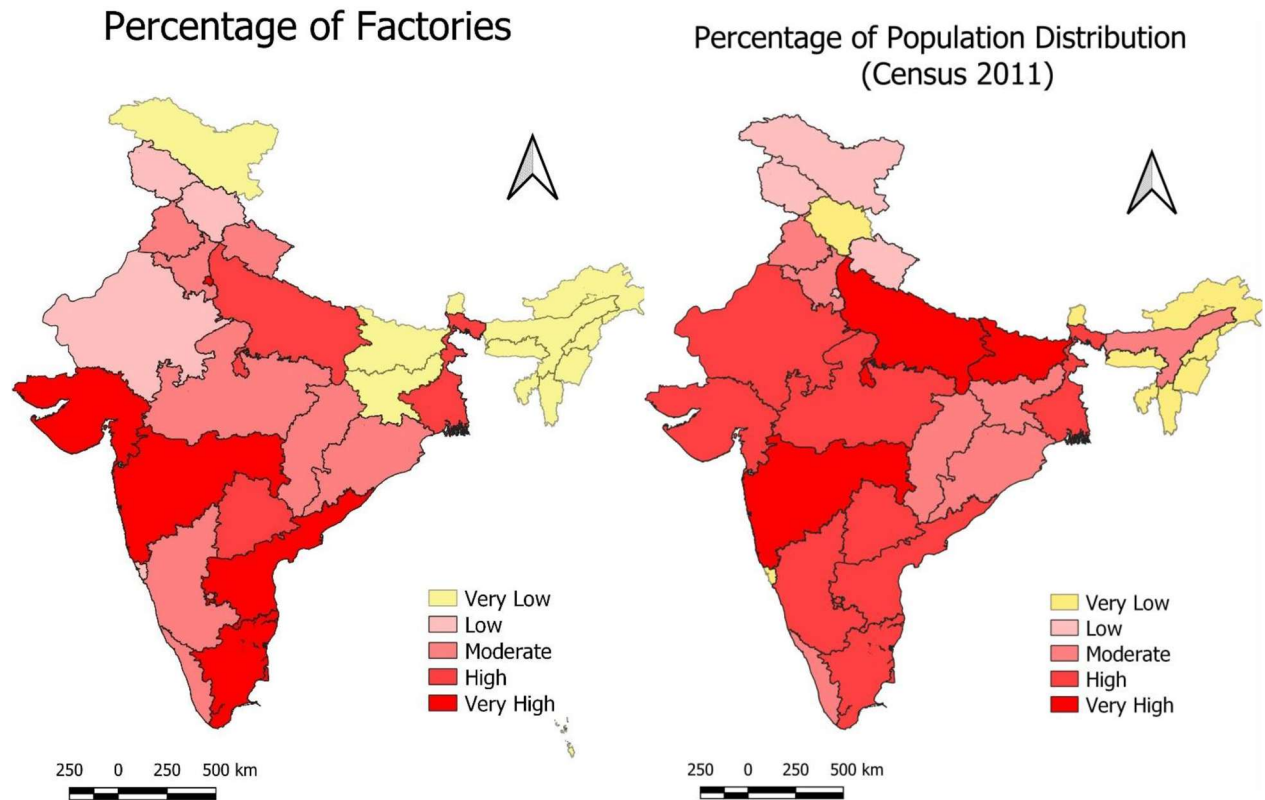 Percentage of Factories
Very Low
Low
Moderate
High
Very High
250 0 250 500 km
Percentage of Population Distribution
(Census 2011)
Very Low
Low
Moderate
High
Very High
250 0 250 500 km